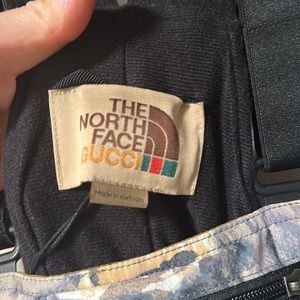 THE
NORTH
FACE
GUCCI
Made in Vietnam